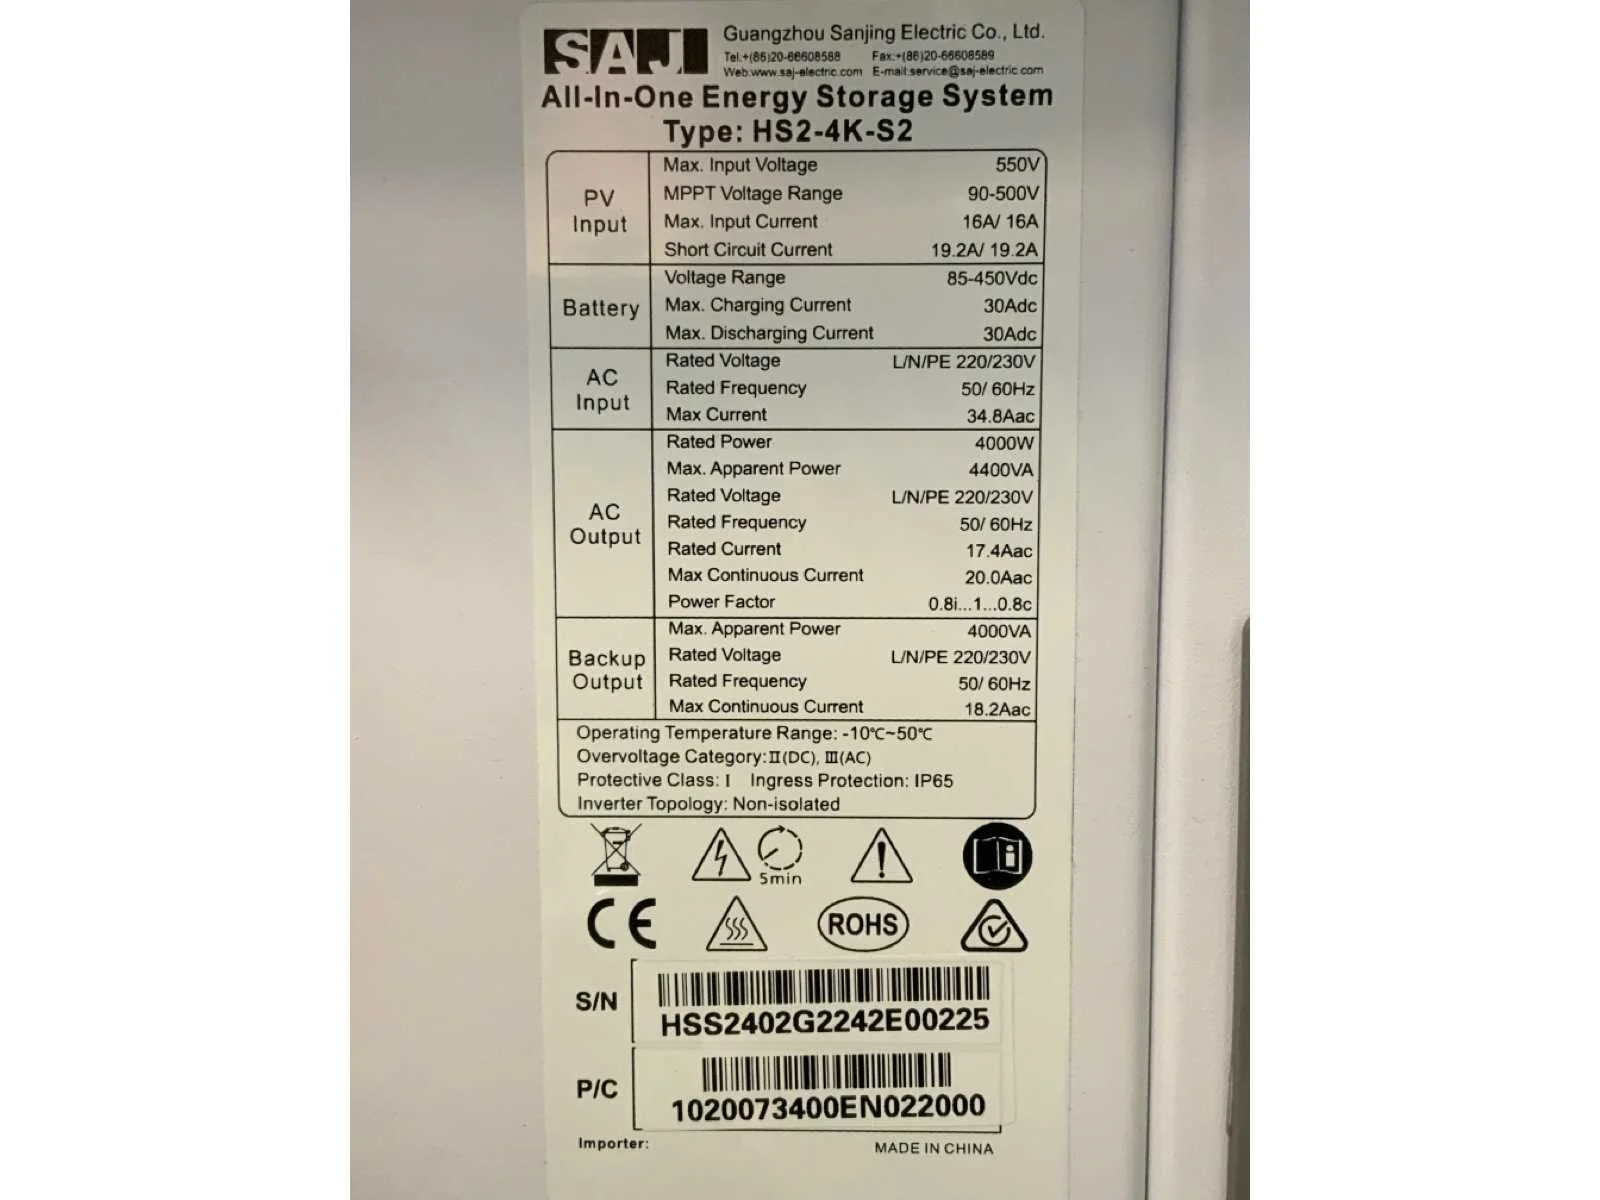 SAJ
Guangzhou Sanjing Electric Co., Ltd.
Tel:+(86)20-66608588 Fax:+(86)20-66608589
Web:www.saj-electric.com E-mail:service@saj-electric.com
All-In-One Energy Storage System
Type: HS2-4K-S2
PV Input
Max. Input Voltage 550V
MPPT Voltage Range 90-500V
Max. Input Current 16A/ 16A
Short Circuit Current 19.2A/ 19.2A
Battery
Voltage Range 85-450Vdc
Max. Charging Current 30Adc
Max. Discharging Current 30Adc
AC Input
Rated Voltage L/N/PE 220/230V
Rated Frequency 50/ 60Hz
Max Current 34.8Aac
AC Output
Rated Power 4000W
Max. Apparent Power 4400VA
Rated Voltage L/N/PE 220/230V
Rated Frequency 50/ 60Hz
Rated Current 17.4Aac
Max Continuous Current 20.0Aac
Power Factor 0.8i...1...0.8c
Backup Output
Max. Apparent Power 4000VA
Rated Voltage L/N/PE 220/230V
Rated Frequency 50/ 60Hz
Max Continuous Current 18.2Aac
Operating Temperature Range: -10℃~50℃
Overvoltage Category:Ⅱ(DC), Ⅲ(AC)
Protective Class: I Ingress Protection: IP65
Inverter Topology: Non-isolated
5min
CE
ROHS
S/N
HSS2402G2242E00225
P/C
1020073400EN022000
Importer: MADE IN CHINA